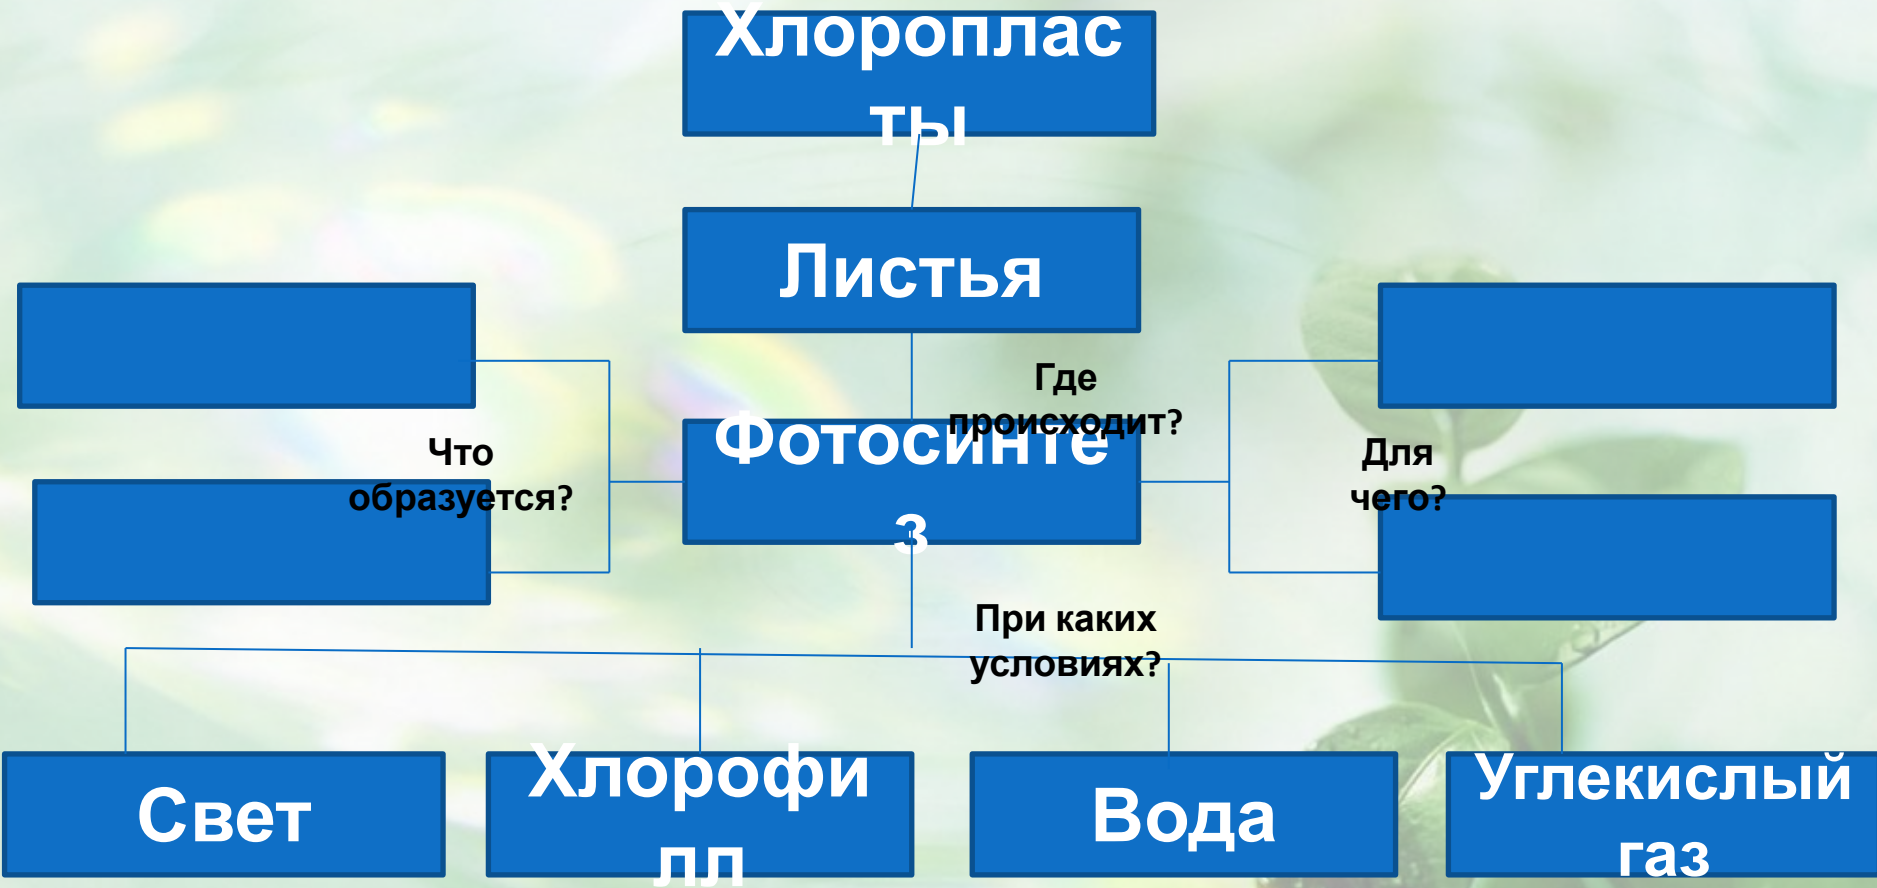 Хлороплас
ты
Листья
Где
происходит?
Фотосинте
з
Что
образуется?
Для
чего?
При каких
условиях?
Свет
Хлорофи
лл
Вода
Углекислый
газ